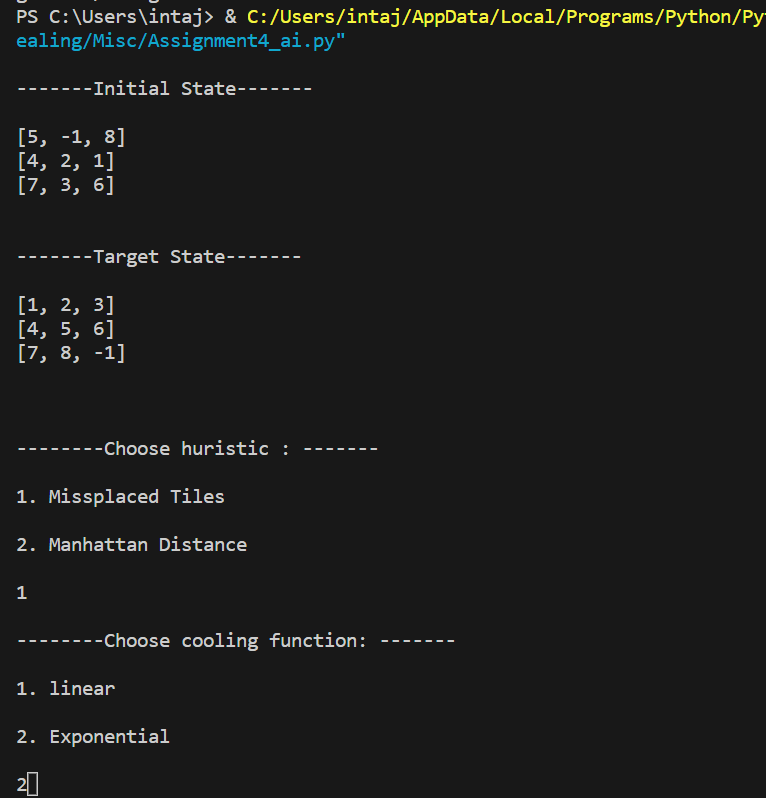 PS C:\Users\intaj> & C:/Users/intaj/AppData/Local/Programs/Python/Py
ealing/Misc/Assignment4_ai.py"
-------Initial State-------
[5, -1, 8]
[4, 2, 1]
[7, 3, 6]
-------Target State-------
[1, 2, 3]
[4, 5, 6]
[7, 8, -1]
--------Choose huristic : -------
1. Missplaced Tiles
2. Manhattan Distance
1
--------Choose cooling function: -------
1. linear
2. Exponential
2